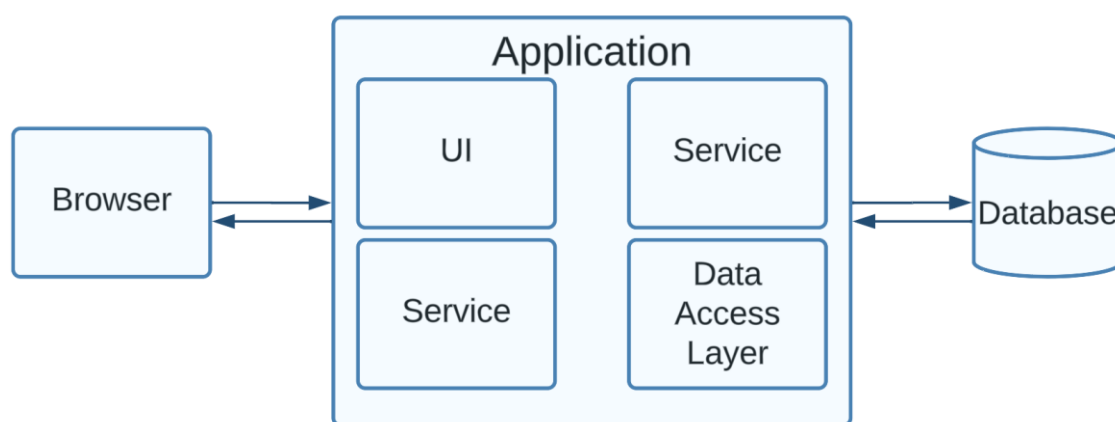 Application
Browser
UI
Service
Service
Data
Access
Layer
Database